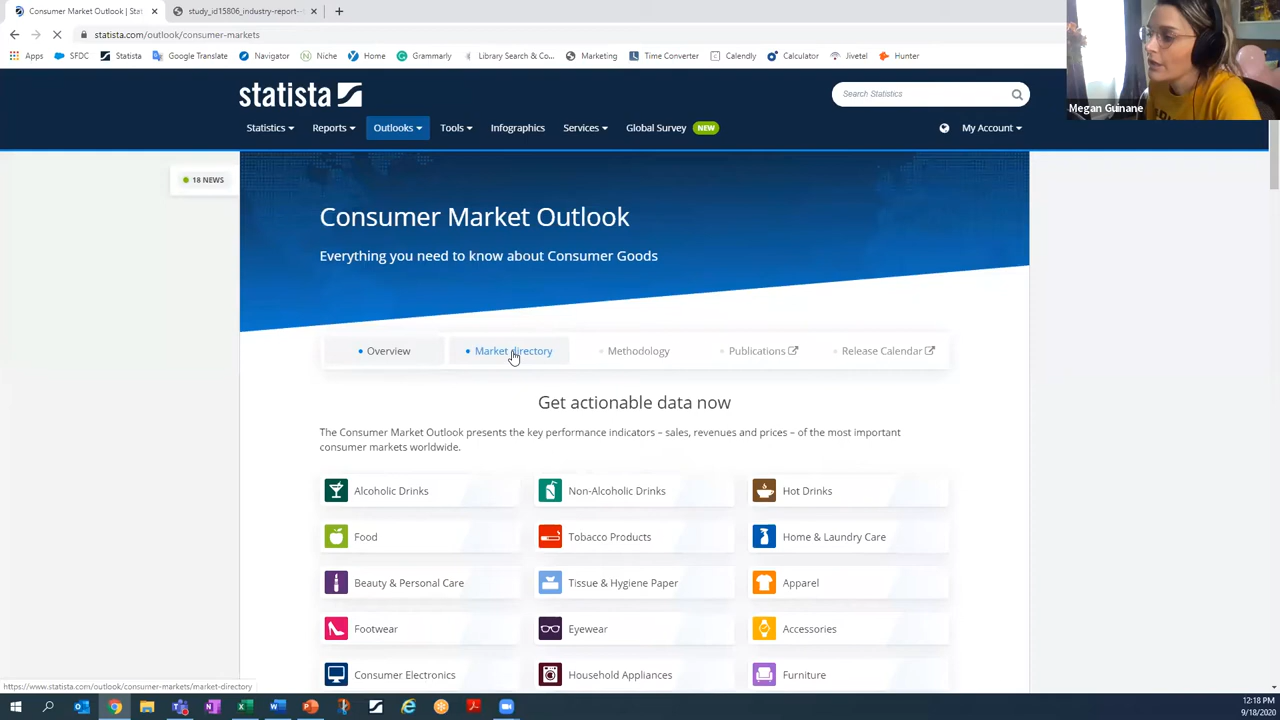 Consumer Market Outlook | Stat
study_id15806_industry-report-
statista.com/outlook/consumer-markets
Apps
SFDC
Statista
Google Translate
Navigator
Niche
Home
Grammarly
Library Search & Co...
Marketing
Time Converter
Calendly
Calculator
Jivetel
Hunter
Megan Guinane
statista
Search Statistics
Statistics
Reports
Outlooks
Tools
Infographics
Services
Global Survey NEW
My Account
18 NEWS
Consumer Market Outlook
Everything you need to know about Consumer Goods
Overview
Market directory
Methodology
Publications
Release Calendar
Get actionable data now
The Consumer Market Outlook presents the key performance indicators – sales, revenues and prices – of the most important
consumer markets worldwide.
Alcoholic Drinks
Non-Alcoholic Drinks
Hot Drinks
Food
Tobacco Products
Home & Laundry Care
Beauty & Personal Care
Tissue & Hygiene Paper
Apparel
Footwear
Eyewear
Accessories
Consumer Electronics
Household Appliances
Furniture
https://www.statista.com/outlook/consumer-markets/market-directory
12:18 PM
9/18/2020